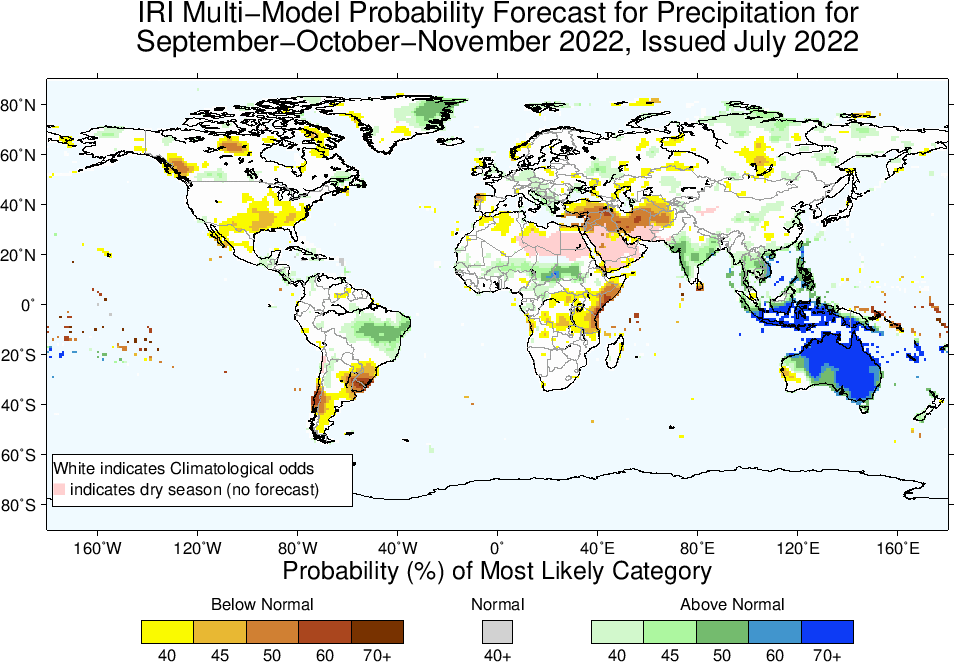 IRI Multi−Model Probability Forecast for Precipitation for
September−October−November 2022, Issued July 2022
80˚N
60˚N
40˚N
20˚N
0˚
20˚S
40˚S
60˚S
80˚S
White indicates Climatological odds
indicates dry season (no forecast)
160˚W 120˚W 80˚W 40˚W 0˚ 40˚E 80˚E 120˚E 160˚E
Probability (%) of Most Likely Category
Below Normal Normal Above Normal
40 45 50 60 70+ 40+ 40 45 50 60 70+